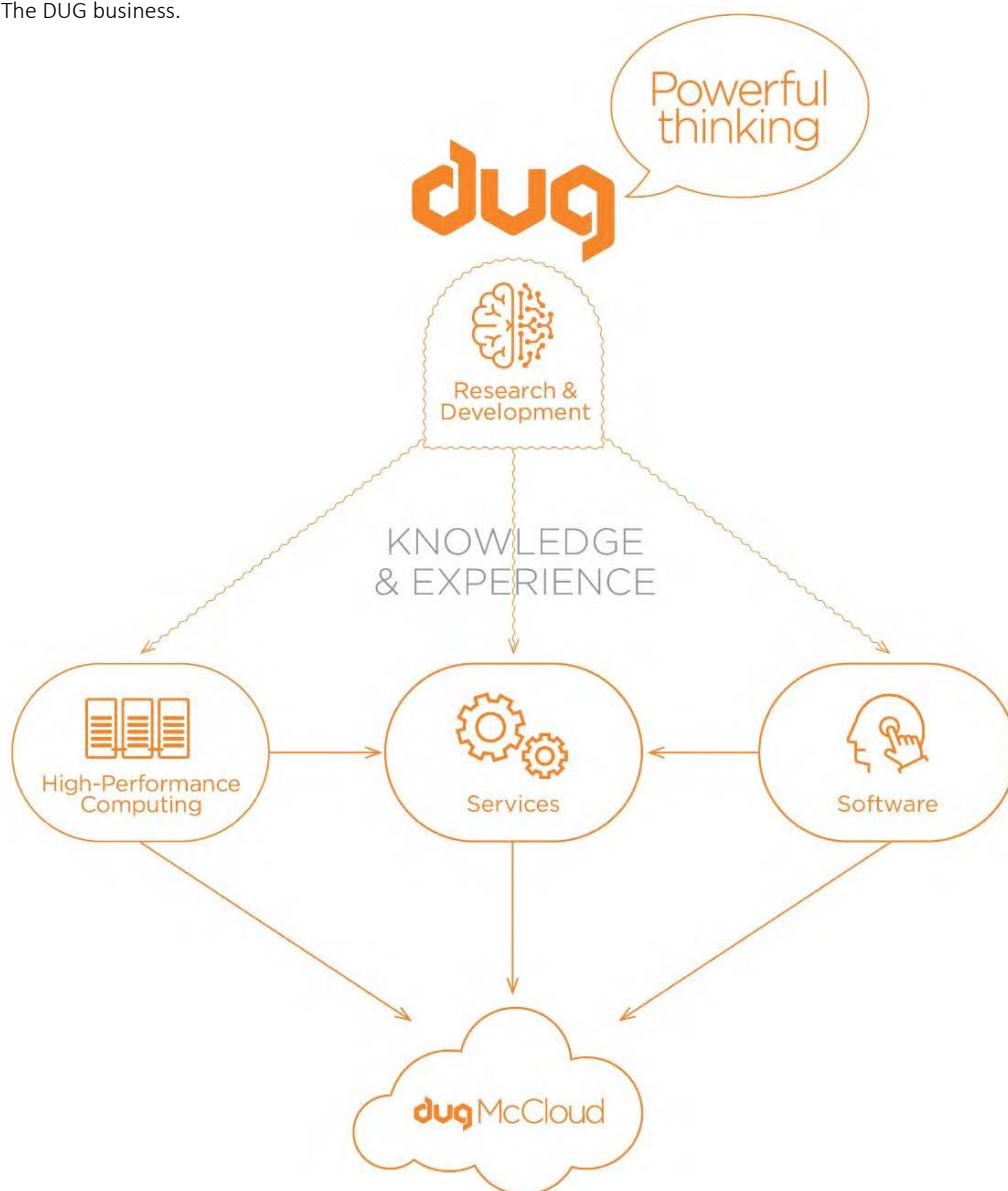 The DUG business.
Powerful
thinking
dug
Research &
Development
KNOWLEDGE
& EXPERIENCE
High-Performance
Computing
Services
Software
dug McCloud